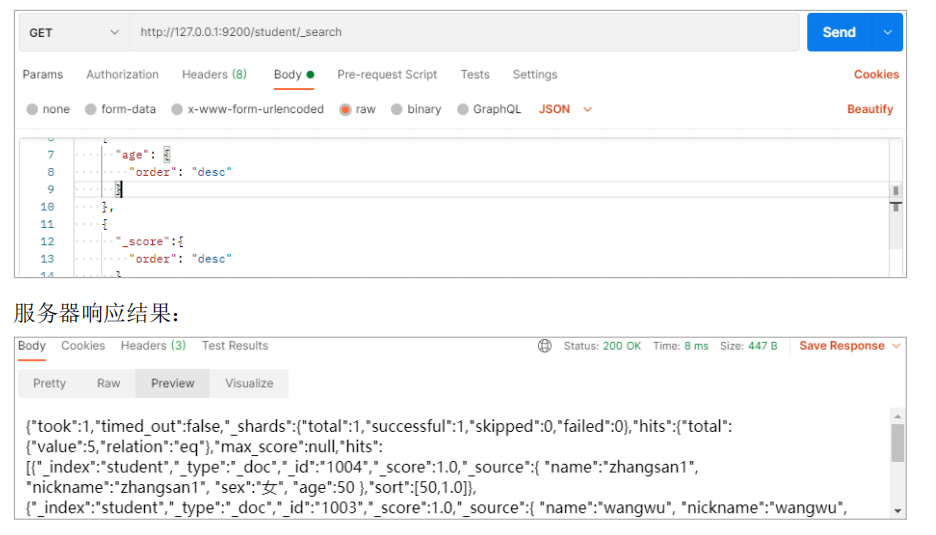 GET http://127.0.0.1:9200/student/_search Send
Params Authorization Headers (8) Body Pre-request Script Tests Settings Cookies
none form-data x-www-form-urlencoded raw binary GraphQL JSON Beautify
7 "age": {
8 "order": "desc"
9 }
10 },
11 {
12 "_score":{
13 "order": "desc"
服务器响应结果：
Body Cookies Headers (3) Test Results Status: 200 OK Time: 8 ms Size: 447 B Save Response
Pretty Raw Preview Visualize
{"took":1,"timed_out":false,"_shards":{"total":1,"successful":1,"skipped":0,"failed":0},"hits":{"total":
{"value":5,"relation":"eq"},"max_score":null,"hits":
[{"_index":"student","_type":"_doc","_id":"1004","_score":1.0,"_source":{ "name":"zhangsan1",
"nickname":"zhangsan1", "sex":"女", "age":50 },"sort":[50,1.0]},
{"_index":"student","_type":"_doc","_id":"1003","_score":1.0,"_source":{ "name":"wangwu", "nickname":"wangwu",